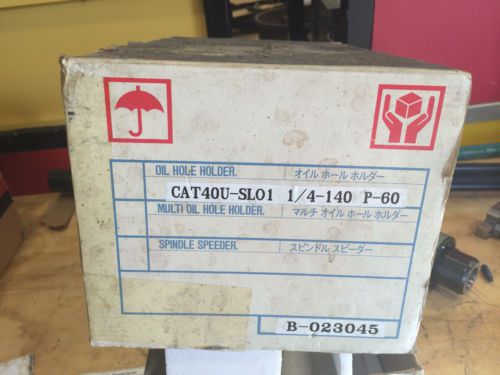 OIL HOLE HOLDER. オイル ホール ホルダー
CAT40U-SLO1 1/4-140 P-60
MULTI OIL HOLE HOLDER. マルチ オイル ホール ホルダー
SPINDLE SPEEDER. スピンドル スピーダー
B-023045